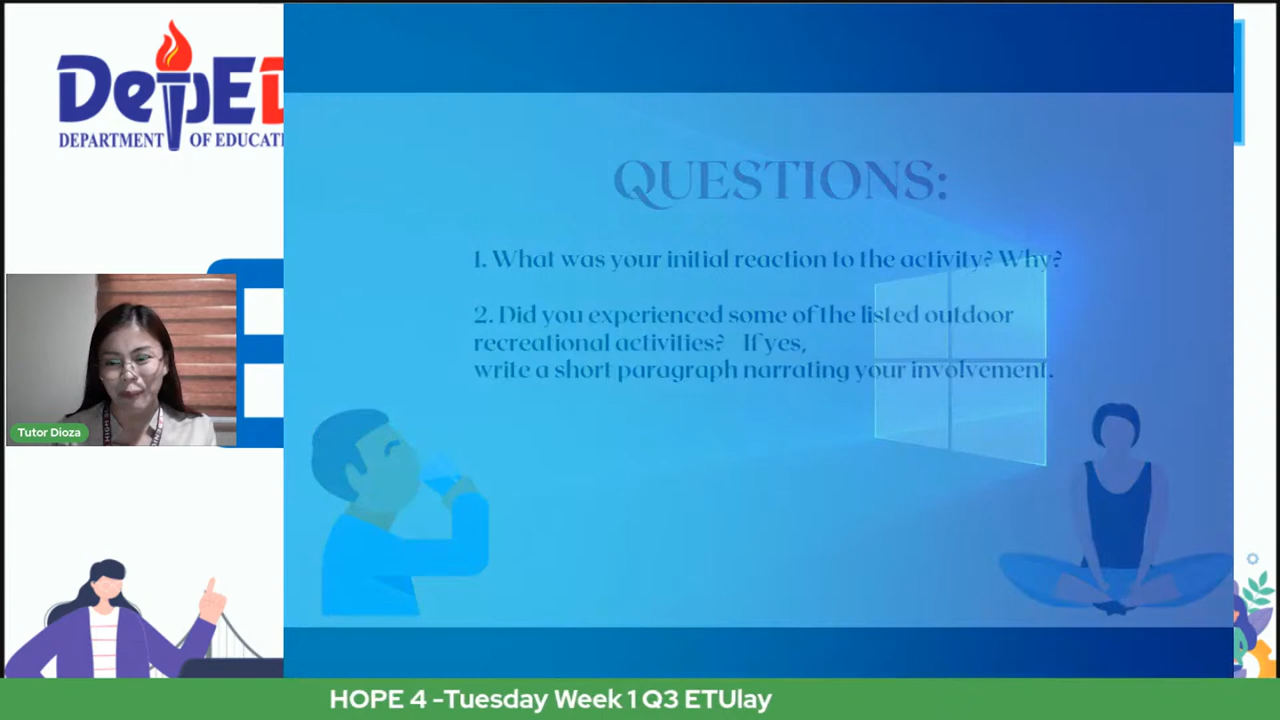 DepED
DEPARTMENT OF EDUCATI
QUESTIONS:
1. What was your initial reaction to the activity? Why?
2. Did you experienced some of the listed outdoor
recreational activities? If yes,
write a short paragraph narrating your involvement.
Tutor Dioza
HOPE 4 -Tuesday Week 1 Q3 ETUlay